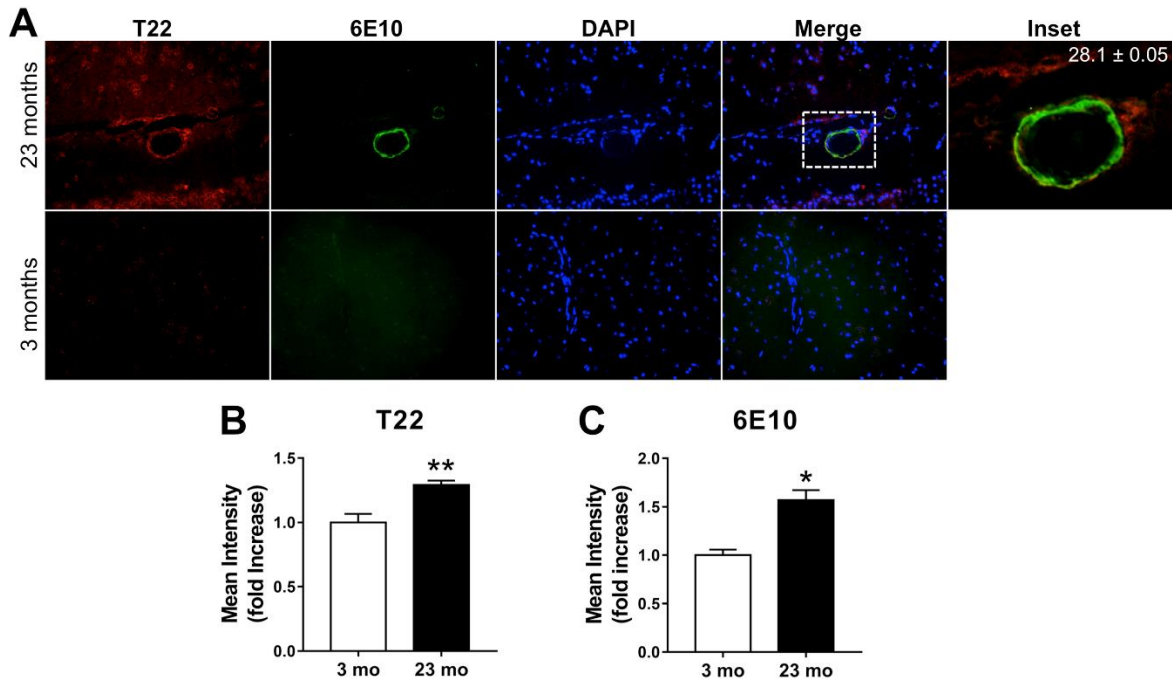 A
T22 6E10 DAPI Merge Inset
23 months
28.1 ± 0.05
3 months
B
T22
Mean Intensity
(fold Increase)
1.5
1.0
0.5
0.0
**
3 mo 23 mo
C
6E10
Mean Intensity
(fold increase)
2.0
1.5
1.0
0.5
0.0
*
3 mo 23 mo